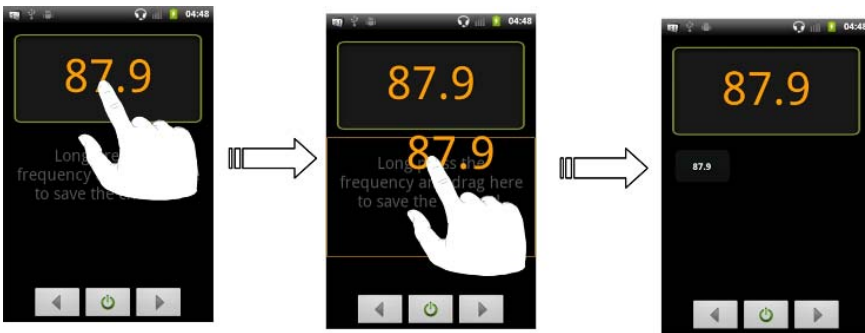 04:48
87.9
Long
frequency
to save the
04:48
87.9
87.9
Long press the
frequency and drag here
to save the
04:48
87.9
87.9